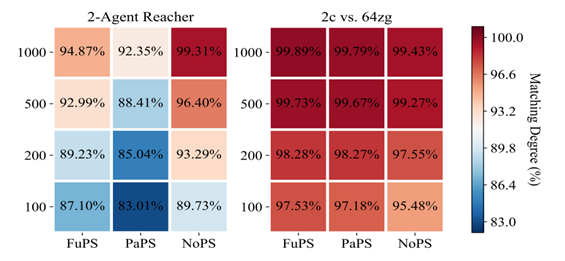 2-Agent Reacher
2c vs. 64zg
1000 94.87% 92.35% 99.31% 99.89% 99.79% 99.43%
500 92.99% 88.41% 96.40% 99.73% 99.67% 99.27%
200 89.23% 85.04% 93.29% 98.28% 98.27% 97.55%
100 87.10% 83.01% 89.73% 97.53% 97.18% 95.48%
FuPS PaPS NoPS
1000
500
200
100
FuPS PaPS NoPS
100.0
96.6
93.2
89.8
86.4
83.0
Matching Degree (%)